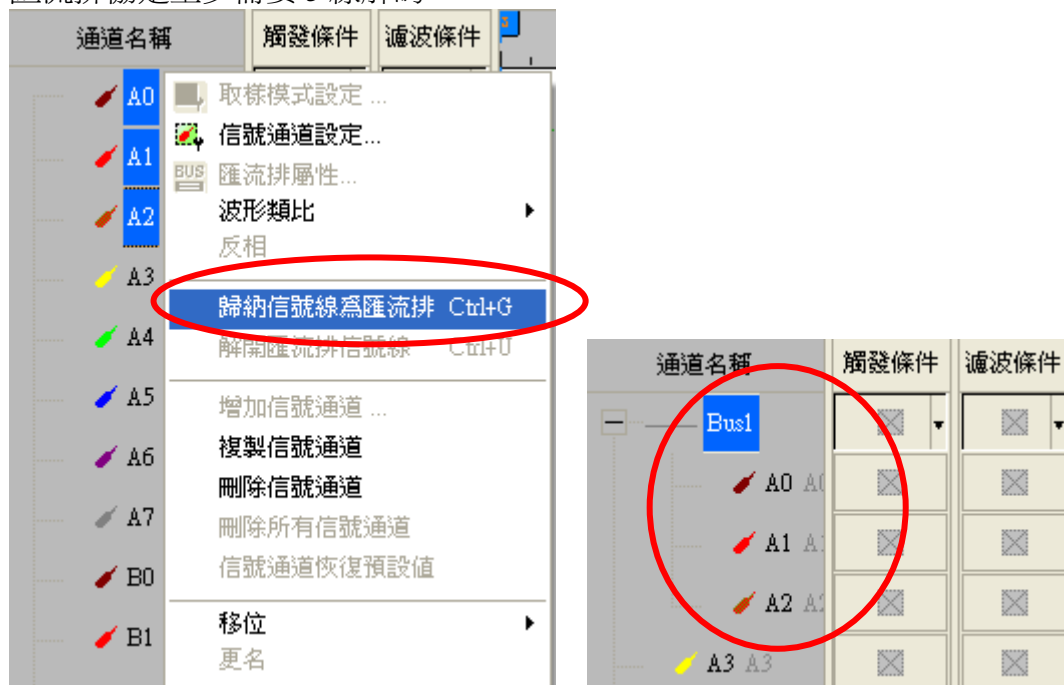 通道名稱 觸發條件 濾波條件
A0
A1
A2
A3
A4
A5
A6
A7
B0
B1
取樣模式設定 ...
信號通道設定...
BUS 匯流排屬性...
波形類比
反相
歸納信號線爲匯流排 Ctrl+G
解開匯流排信號線 Ctrl+U
增加信號通道 ...
複製信號通道
刪除信號通道
刪除所有信號通道
信號通道恢復預設值
移位
更名
通道名稱 觸發條件 濾波條件
Bus1
A0
A1
A2
A3 A3